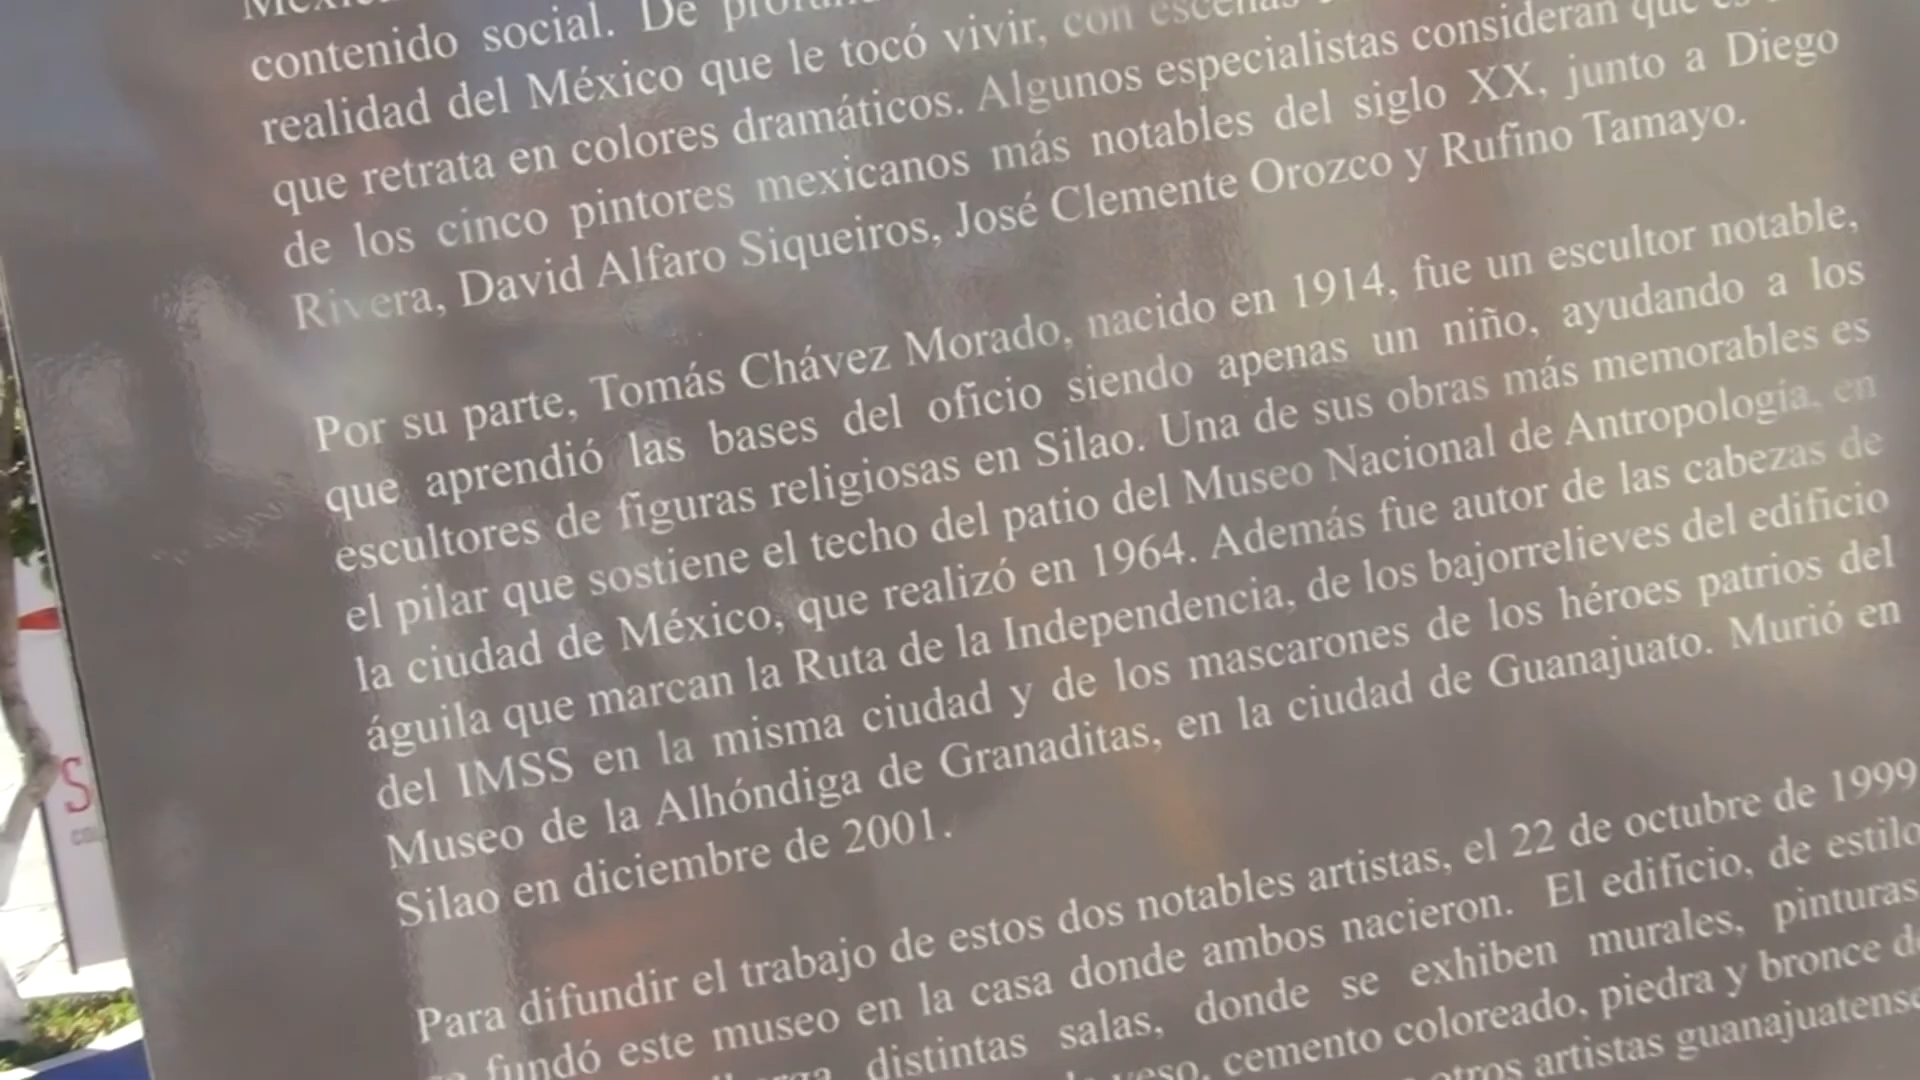 contenido social. De
realidad del México que le tocó vivir, con escenas
que retrata en colores dramáticos. Algunos especialistas consideran que
de los cinco pintores mexicanos más notables del siglo XX, junto a Diego
Rivera, David Alfaro Siqueiros, José Clemente Orozco y Rufino Tamayo.
Por su parte, Tomás Chávez Morado, nacido en 1914, fue un escultor notable,
que aprendió las bases del oficio siendo apenas un niño, ayudando a los
escultores de figuras religiosas en Silao. Una de sus obras más memorables es
el pilar que sostiene el techo del patio del Museo Nacional de Antropología, en
la ciudad de México, que realizó en 1964. Además fue autor de las cabezas de
águila que marcan la Ruta de la Independencia, de los bajorrelieves del edificio
del IMSS en la misma ciudad y de los mascarones de los héroes patrios del
Museo de la Alhóndiga de Granaditas, en la ciudad de Guanajuato. Murió en
Silao en diciembre de 2001.
Para difundir el trabajo de estos dos notables artistas, el 22 de octubre de 1999
fundó este museo en la casa donde ambos nacieron. El edificio, de estilo
distintas salas, donde se exhiben murales, pinturas,
yeso, cemento coloreado, piedra y bronce de
otros artistas guanajuatenses